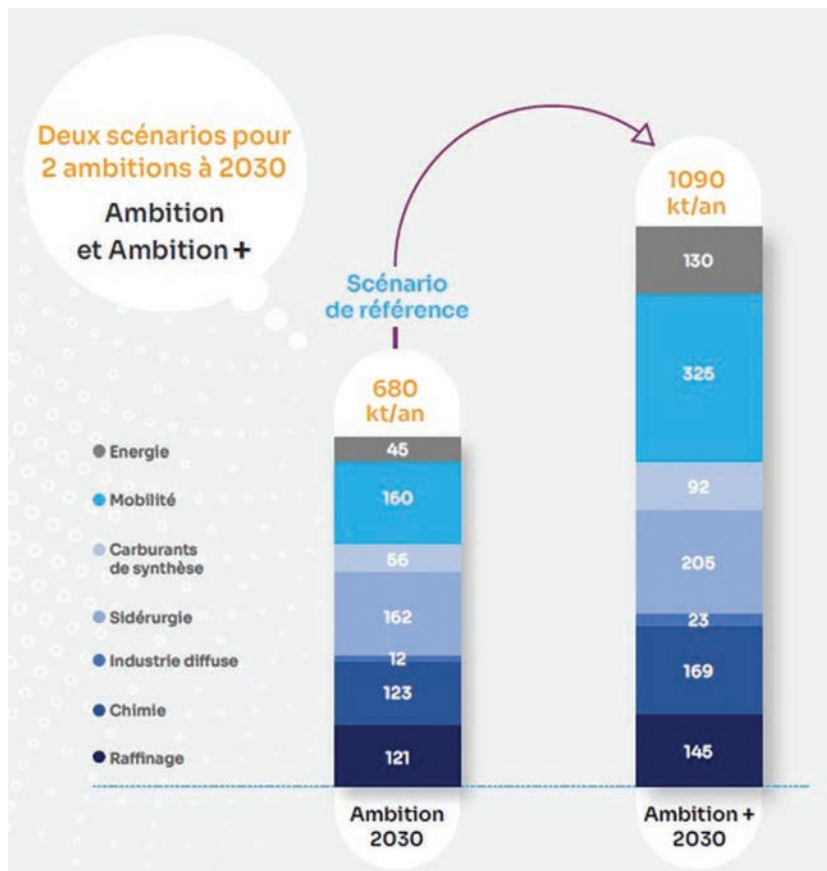 Deux scénarios pour
2 ambitions à 2030
Ambition
et Ambition +
Scénario
de référence
1090
kt/an
130
325
92
205
23
169
145
680
kt/an
45
160
56
162
12
123
121
Energie
Mobilité
Carburants
de synthèse
Sidérurgie
Industrie diffuse
Chimie
Raffinage
Ambition
2030
Ambition +
2030